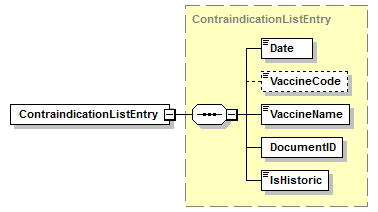 ContraindicationListEntry
Date
VaccineCode
ContraindicationListEntry
VaccineName
DocumentID
IsHistoric